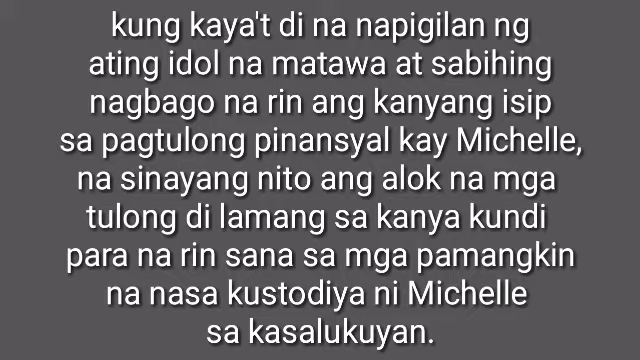 kung kaya't di na napigilan ng
ating idol na matawa at sabihing
nagbago na rin ang kanyang isip
sa pagtulong pinansyal kay Michelle,
na sinayang nito ang alok na mga
tulong di lamang sa kanya kundi
para na rin sana sa mga pamangkin
na nasa kustodiya ni Michelle
sa kasalukuyan.